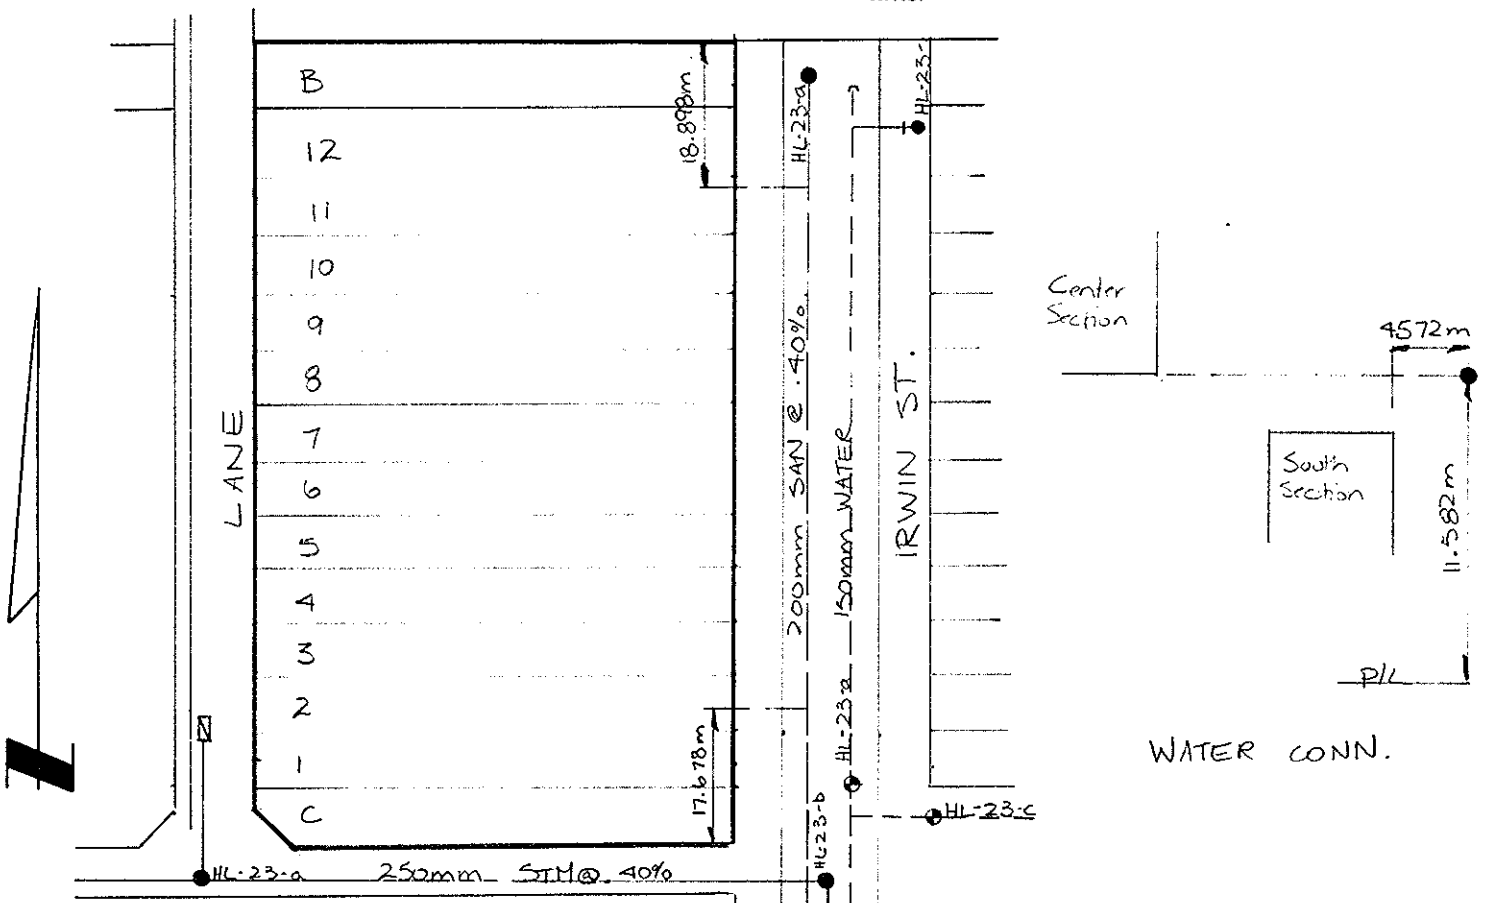 B
12
11
10
9
8
7
6
5
4
3
2
1
C
LANE
18.898m
17.678m
HL-23-a
200mm SAN @ .40%
150mm WATER
HL-23-a
HL-23-
IRWIN ST.
HL-23-b
HL-23-c
HL-23-a
250mm STM @ .40%
Center
Section
4572m
South
Section
11.582m
P/L
WATER CONN.